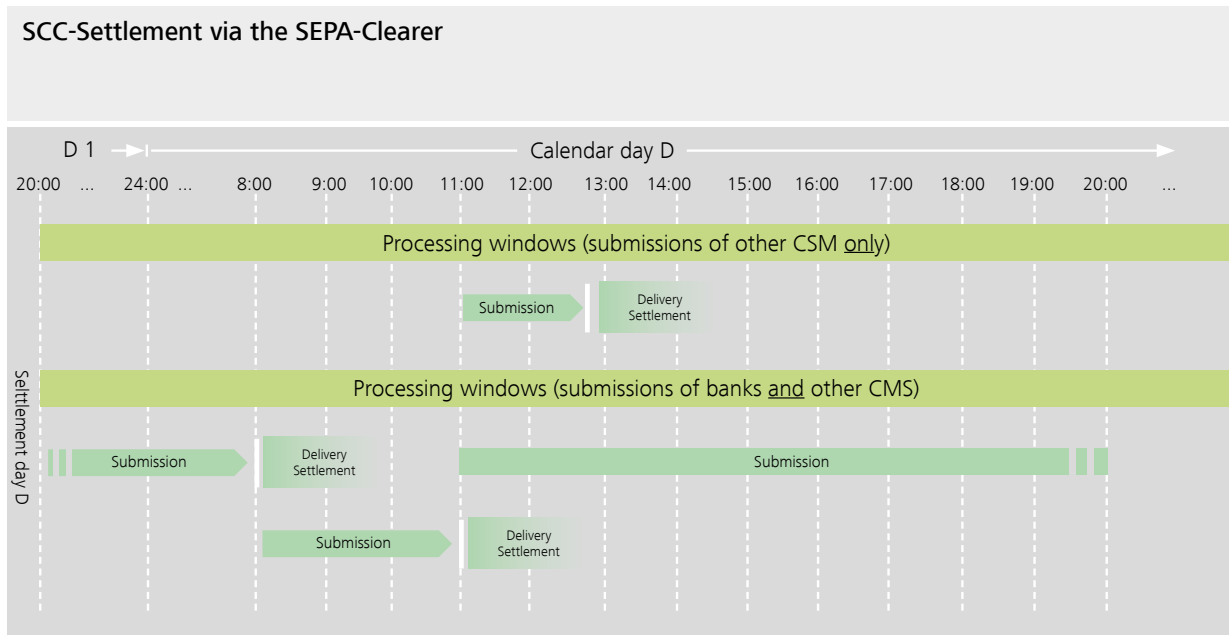 SCC-Settlement via the SEPA-Clearer
D 1 Calendar day D
20:00 ... 24:00 ... 8:00 9:00 10:00 11:00 12:00 13:00 14:00 15:00 16:00 17:00 18:00 19:00 20:00 ...
Processing windows (submissions of other CSM only)
Submission
Delivery
Settlement
Selttlement day D
Processing windows (submissions of banks and other CMS)
Submission
Delivery
Settlement
Submission
Submission
Delivery
Settlement